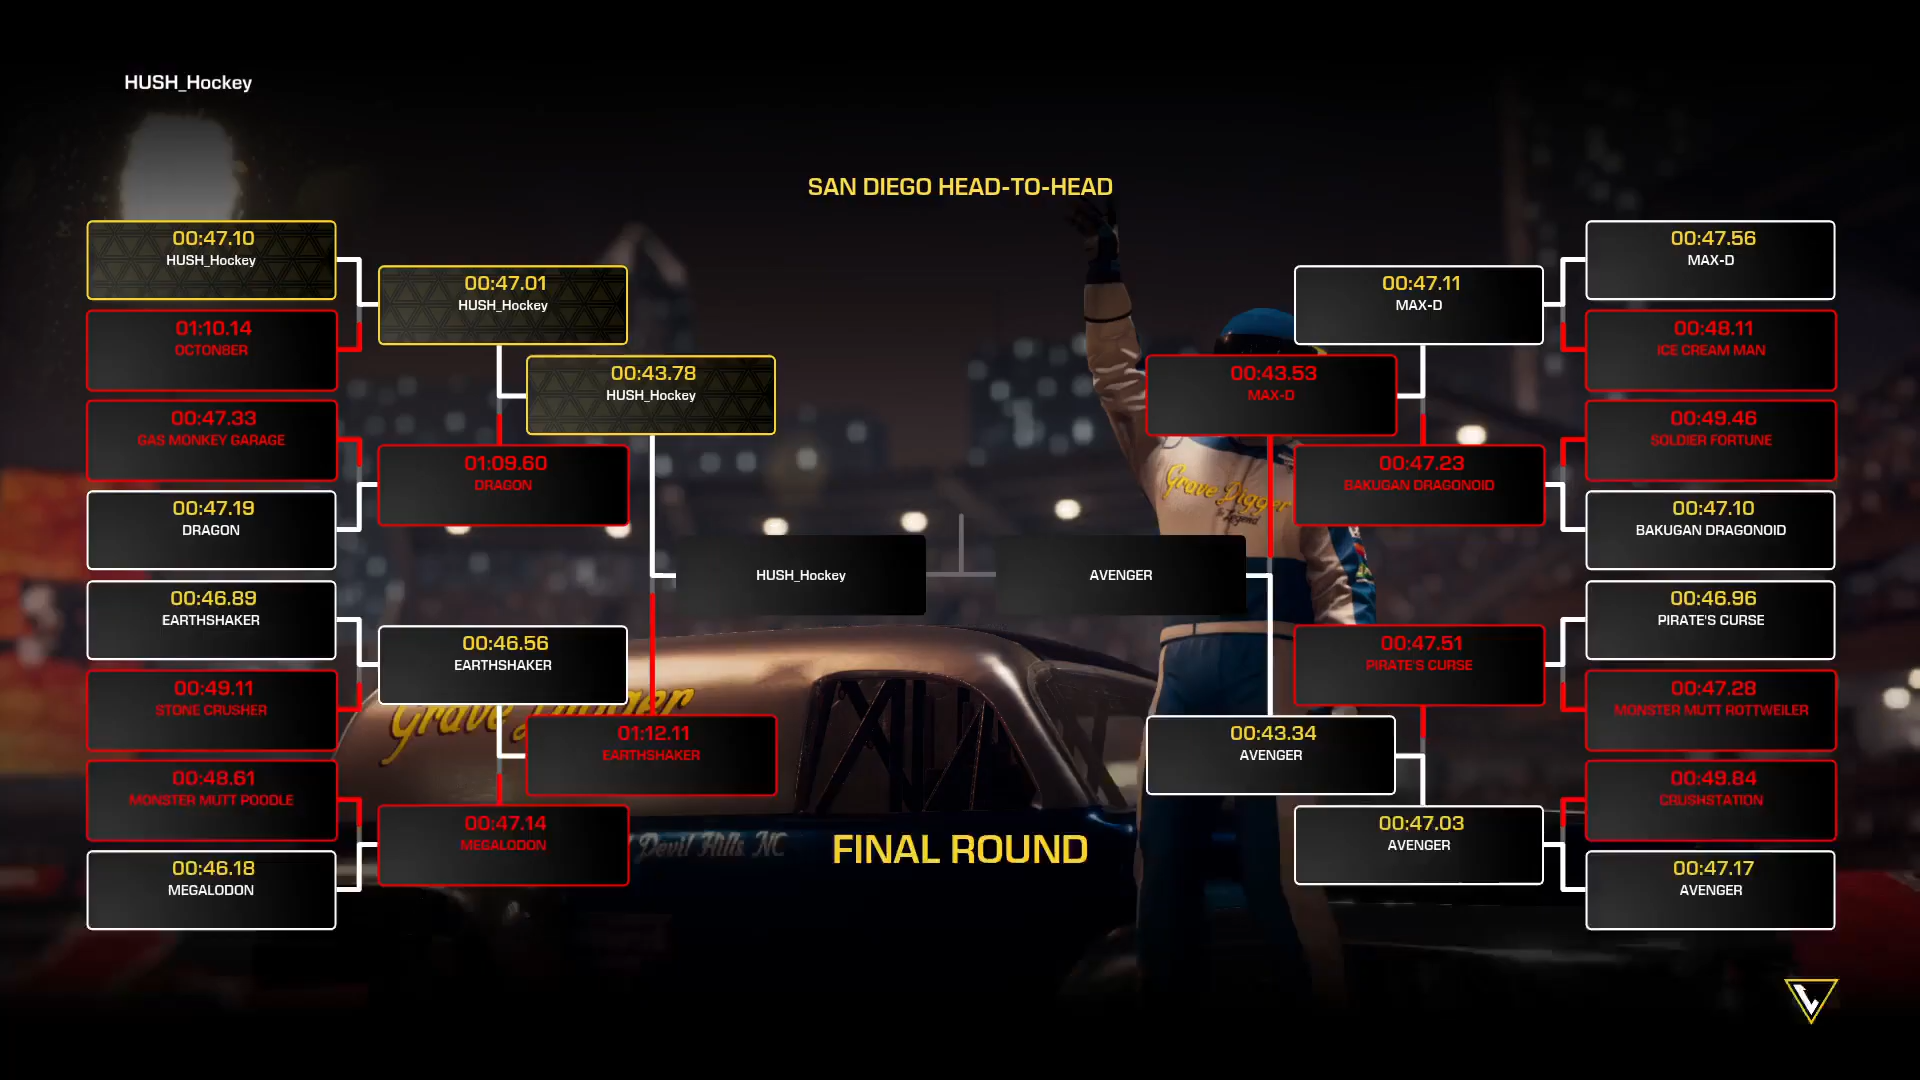 HUSH_Hockey
SAN DIEGO HEAD-TO-HEAD
00:47.10
HUSH_Hockey
01:10.14
OCTON8ER
00:47.33
GAS MONKEY GARAGE
00:47.19
DRAGON
00:46.89
EARTHSHAKER
00:49.11
STONE CRUSHER
00:48.61
MONSTER MUTT POODLE
00:46.18
MEGALODON
00:47.01
HUSH_Hockey
01:09.60
DRAGON
00:46.56
EARTHSHAKER
00:47.14
MEGALODON
00:43.78
HUSH_Hockey
01:12.11
EARTHSHAKER
HUSH_Hockey
AVENGER
00:43.53
MAX-D
00:43.34
AVENGER
00:47.11
MAX-D
00:47.23
BAKUGAN DRAGONOID
00:47.51
PIRATE'S CURSE
00:47.03
AVENGER
00:47.56
MAX-D
00:48.11
ICE CREAM MAN
00:49.46
SOLDIER FORTUNE
00:47.10
BAKUGAN DRAGONOID
00:46.96
PIRATE'S CURSE
00:47.28
MONSTER MUTT ROTTWEILER
00:49.84
CRUSHSTATION
00:47.17
AVENGER
Grave Digger
Grave Digger
Devil Hills, NC
FINAL ROUND